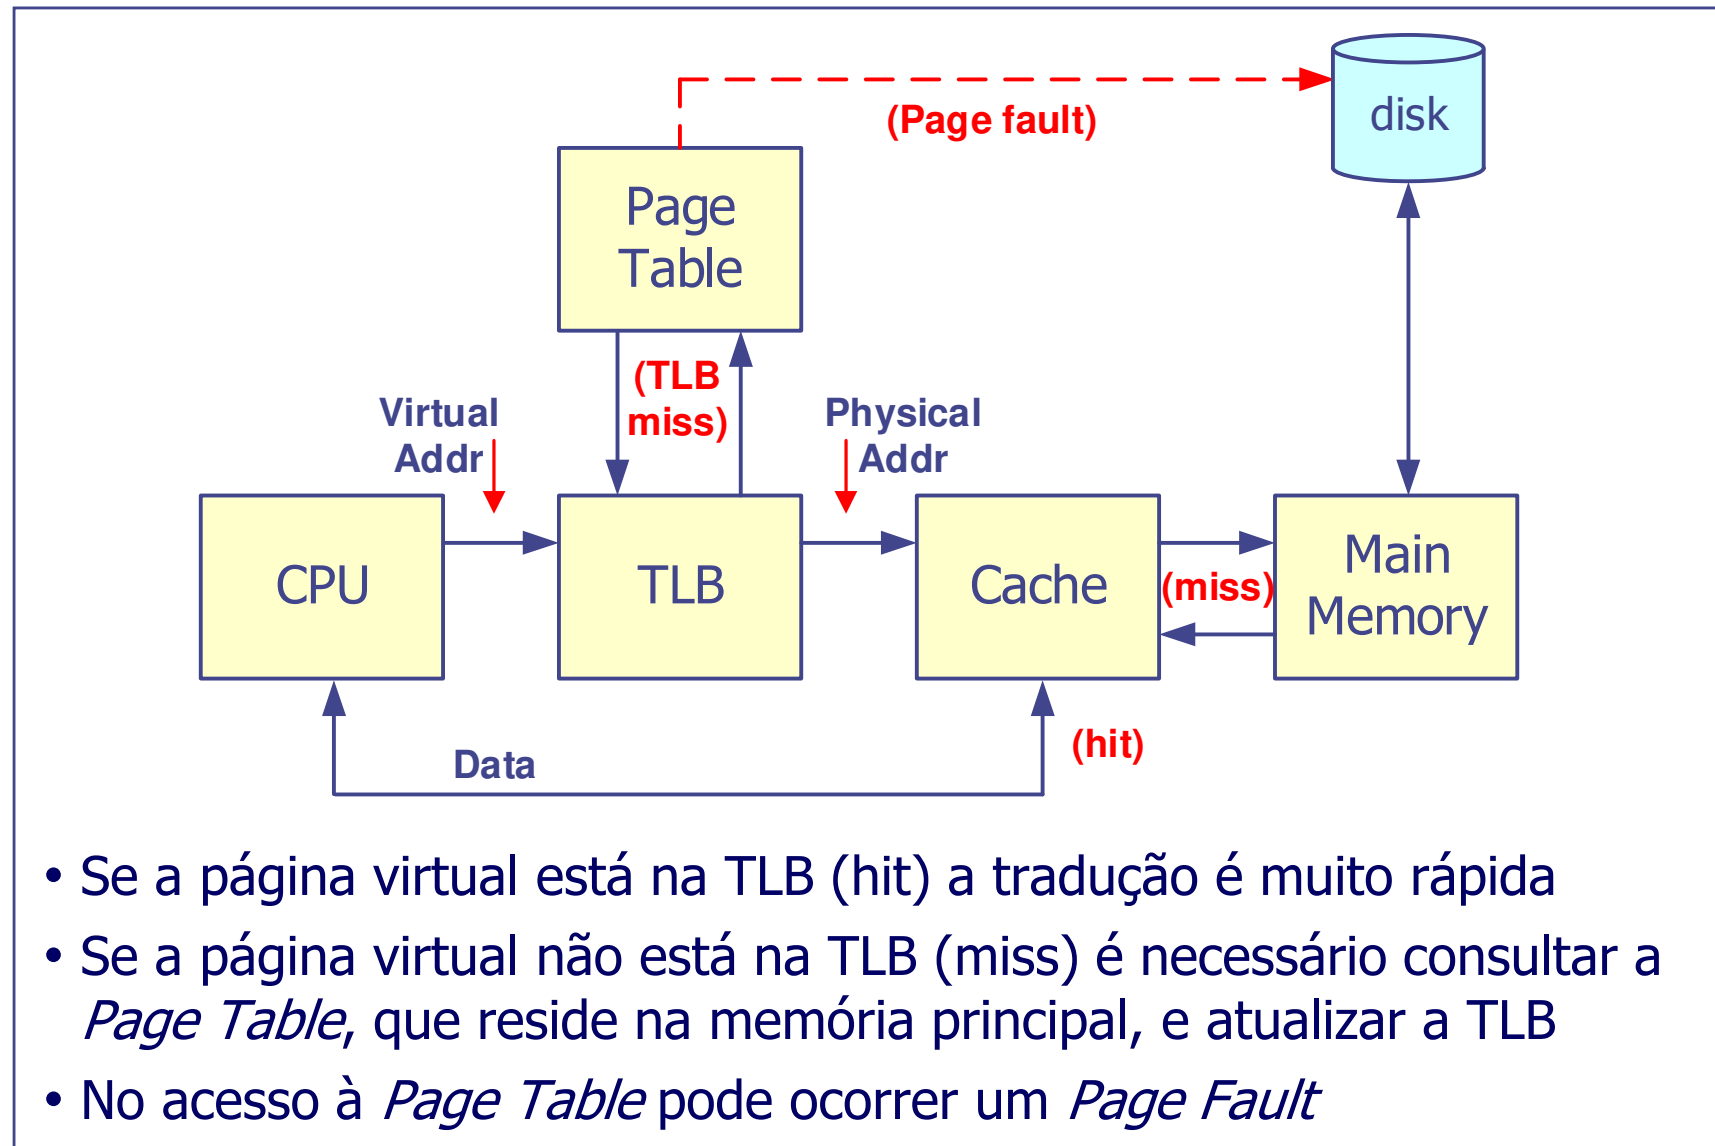 (Page fault)
disk
Page
Table
(TLB
miss)
Virtual
Addr
Physical
Addr
CPU
TLB
Cache
(miss)
Main
Memory
(hit)
Data
• Se a página virtual está na TLB (hit) a tradução é muito rápida
• Se a página virtual não está na TLB (miss) é necessário consultar a
Page Table, que reside na memória principal, e atualizar a TLB
• No acesso à Page Table pode ocorrer um Page Fault